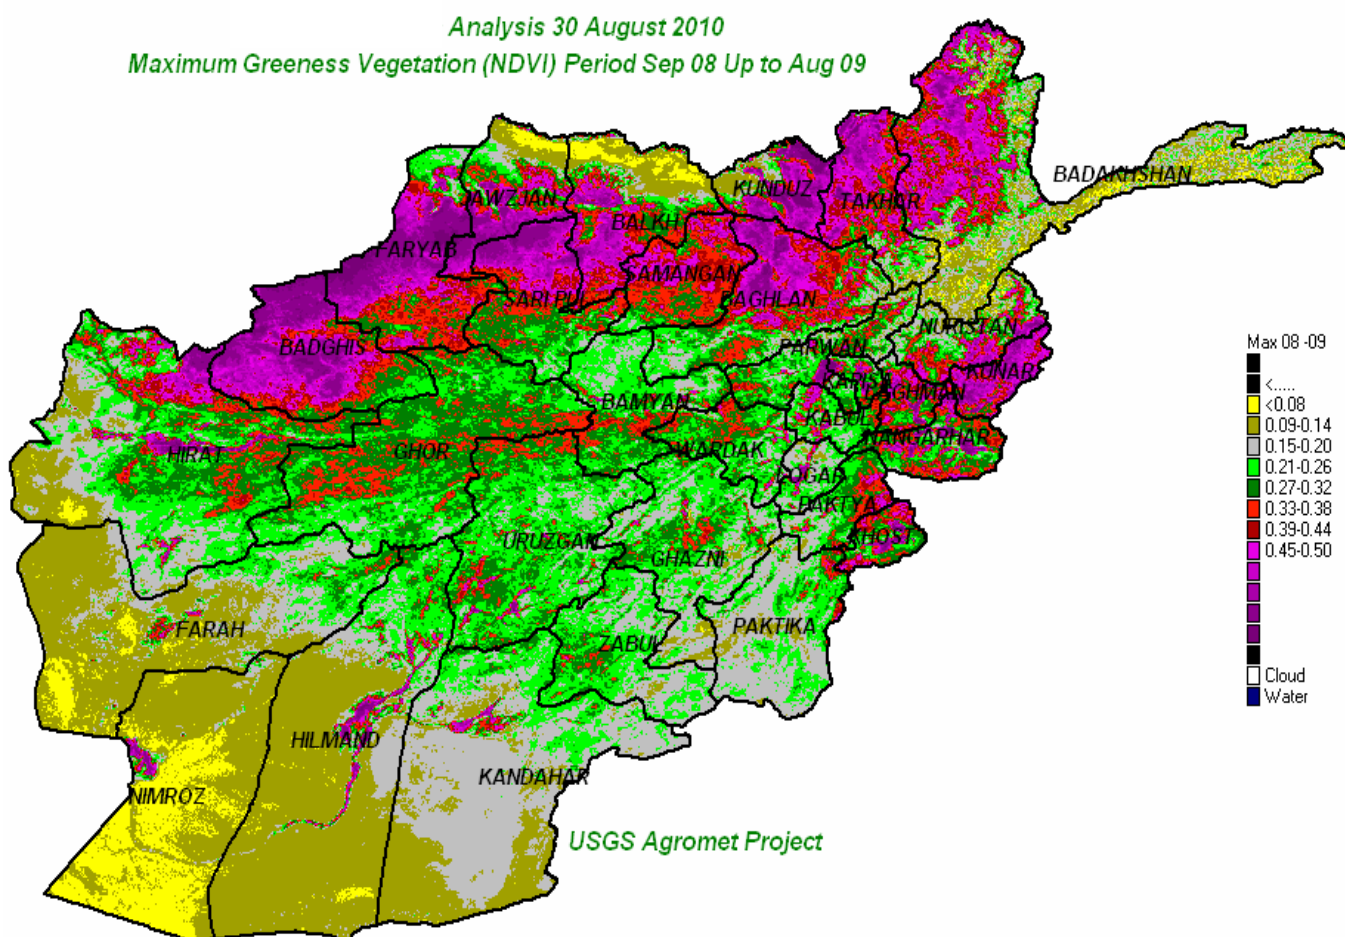 Analysis 30 August 2010
Maximum Greeness Vegetation (NDVI) Period Sep 08 Up to Aug 09
BADAKHSHAN
KUNDUZ
TAKHAR
JAWZJAN
BALKH
FARYAB
SAMANGAN
SARI PUL
BAGHLAN
NURISTAN
BADGHIS
PARWAN
KAPISA
KUNAR
LAGHMAN
BAMYAN
KABUL
NANGARHAR
HIRAT
GHOR
WARDAK
LOGAR
PAKTYA
KHOST
URUZGAN
GHAZNI
FARAH
ZABUL
PAKTIKA
HILMAND
KANDAHAR
NIMROZ
USGS Agromet Project
Max 08 -09
<.....
<0.08
0.09-0.14
0.15-0.20
0.21-0.26
0.27-0.32
0.33-0.38
0.39-0.44
0.45-0.50
Cloud
Water